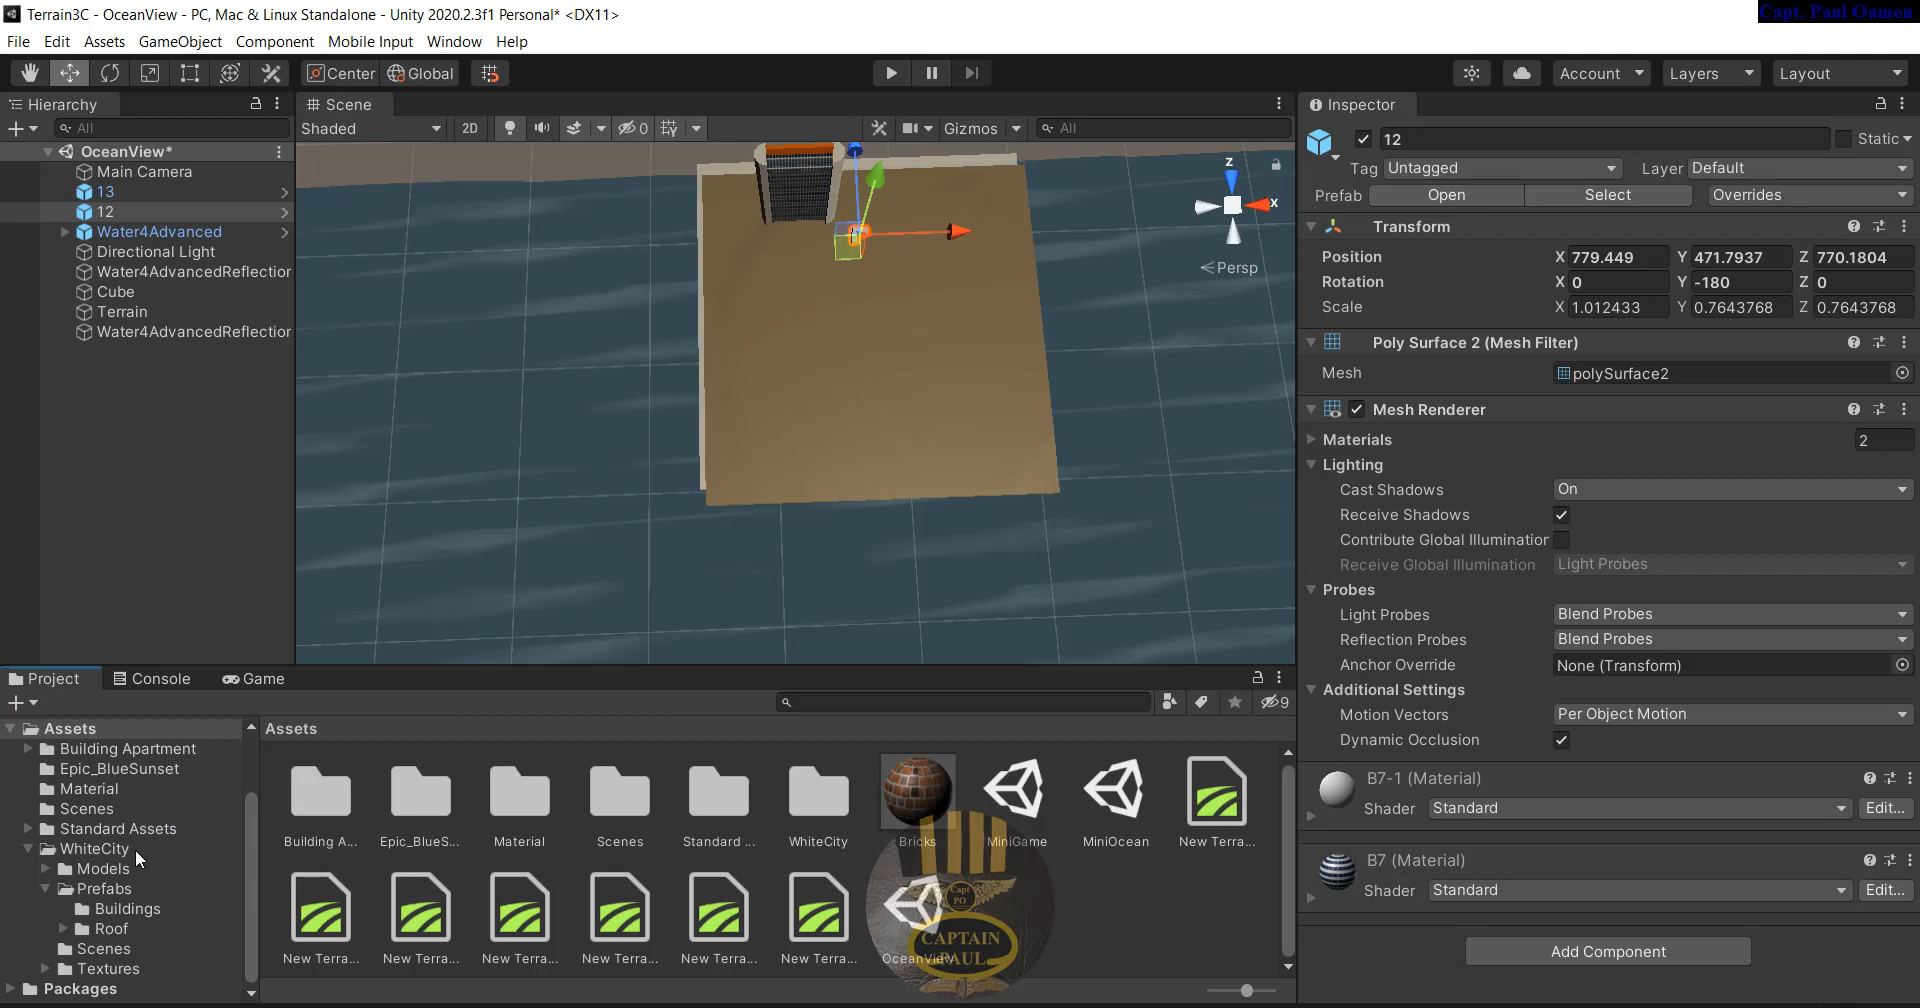 Terrain3C - OceanView - PC, Mac & Linux Standalone - Unity 2020.2.3f1 Personal* <DX11>
Capt. Paul Oamen
File Edit Assets GameObject Component Mobile Input Window Help
Center Global Account Layers Layout
Hierarchy
All
OceanView*
Main Camera
13
12
Water4Advanced
Directional Light
Water4AdvancedReflection
Cube
Terrain
Water4AdvancedReflection
Scene
Shaded 2D 0 Gizmos All
z
x
Persp
Inspector
12 Static
Tag Untagged Layer Default
Prefab Open Select Overrides
Transform
Position X 779.449 Y 471.7937 Z 770.1804
Rotation X 0 Y -180 Z 0
Scale X 1.012433 Y 0.7643768 Z 0.7643768
Poly Surface 2 (Mesh Filter)
Mesh polySurface2
Mesh Renderer
Materials 2
Lighting
Cast Shadows On
Receive Shadows
Contribute Global Illumination
Receive Global Illumination Light Probes
Probes
Light Probes Blend Probes
Reflection Probes Blend Probes
Anchor Override None (Transform)
Additional Settings
Motion Vectors Per Object Motion
Dynamic Occlusion
B7-1 (Material)
Shader Standard Edit...
B7 (Material)
Shader Standard Edit...
Add Component
Project Console Game
9
Assets
Building Apartment
Epic_BlueSunset
Material
Scenes
Standard Assets
WhiteCity
Models
Prefabs
Buildings
Roof
Scenes
Textures
Packages
Assets
Building A... Epic_BlueS... Material Scenes Standard ... WhiteCity Bricks MiniGame MiniOcean New Terra...
New Terra... New Terra... New Terra... New Terra... New Terra... New Terra... OceanView
Capt
PO
CAPTAIN
PAUL